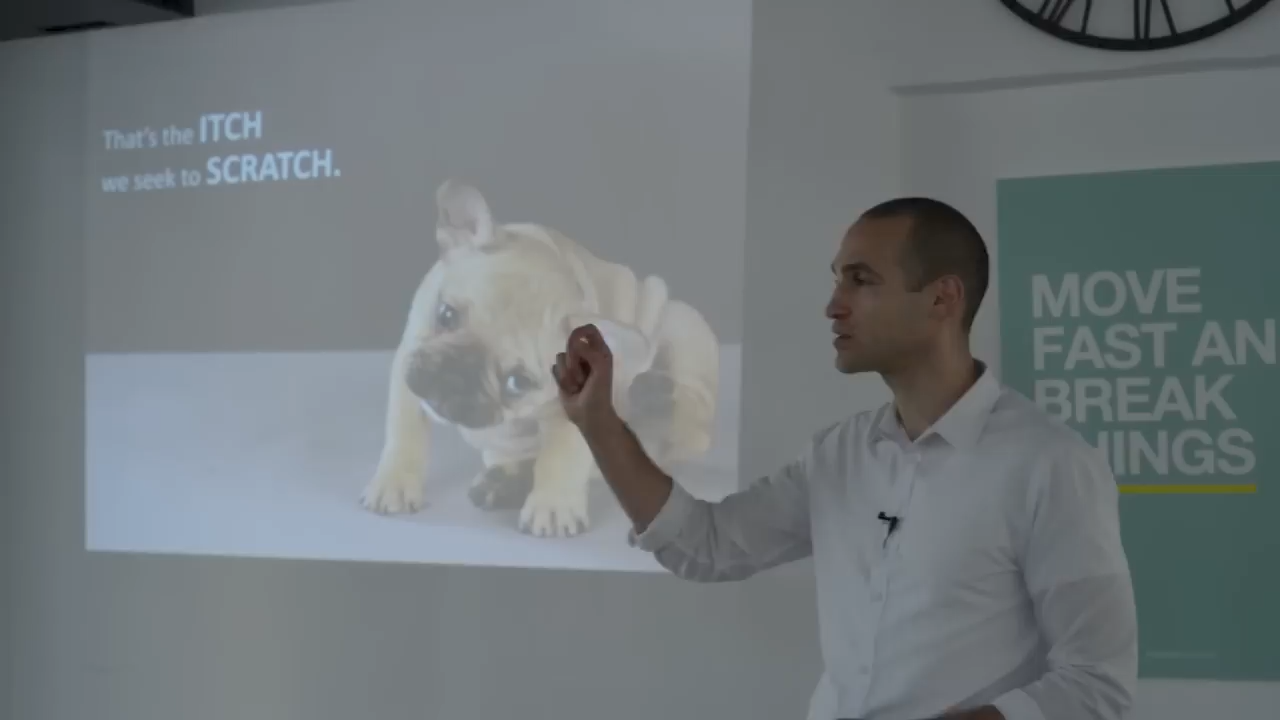 That's the ITCH
we seek to SCRATCH.
MOVE
FAST AN
BREAK
HINGS